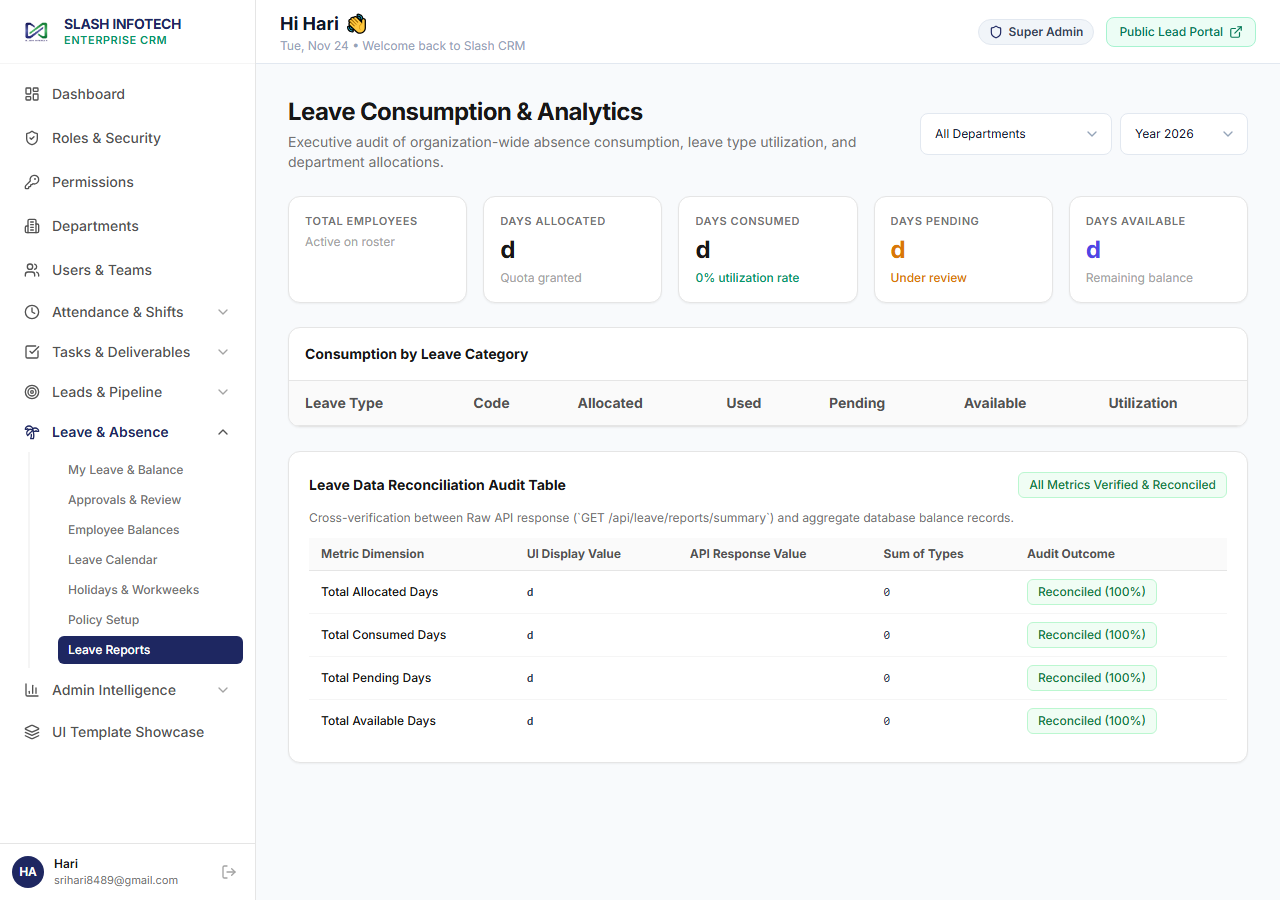 SLASH INFOTECH
ENTERPRISE CRM
Hi Hari 👋
Tue, Nov 24 • Welcome back to Slash CRM
Super Admin
Public Lead Portal
Dashboard
Roles & Security
Permissions
Departments
Users & Teams
Attendance & Shifts
Tasks & Deliverables
Leads & Pipeline
Leave & Absence
My Leave & Balance
Approvals & Review
Employee Balances
Leave Calendar
Holidays & Workweeks
Policy Setup
Leave Reports
Admin Intelligence
UI Template Showcase
HA
Hari
srihari8489@gmail.com
Leave Consumption & Analytics
Executive audit of organization-wide absence consumption, leave type utilization, and
department allocations.
All Departments
Year 2026
TOTAL EMPLOYEES
Active on roster
DAYS ALLOCATED
d
Quota granted
DAYS CONSUMED
d
0% utilization rate
DAYS PENDING
d
Under review
DAYS AVAILABLE
d
Remaining balance
Consumption by Leave Category
Leave Type Code Allocated Used Pending Available Utilization
Leave Data Reconciliation Audit Table
All Metrics Verified & Reconciled
Cross-verification between Raw API response (`GET /api/leave/reports/summary`) and aggregate database balance records.
Metric Dimension UI Display Value API Response Value Sum of Types Audit Outcome
Total Allocated Days d 0 Reconciled (100%)
Total Consumed Days d 0 Reconciled (100%)
Total Pending Days d 0 Reconciled (100%)
Total Available Days d 0 Reconciled (100%)